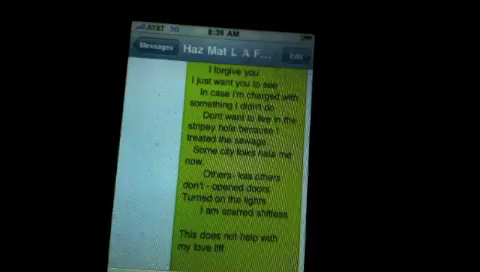 AT&T 8:39 AM
Messages Haz Mat L A F... Edit
I forgive you
I just want you to see
In case I'm charged with
something I didn't do
Dont want to live in the
stripey hole because I
treated the sewage
Some city folks hate me
now.
Others- lots others
don't - opened doors
Turned on the lights
I am scarred shitless
This does not help with
my love liff